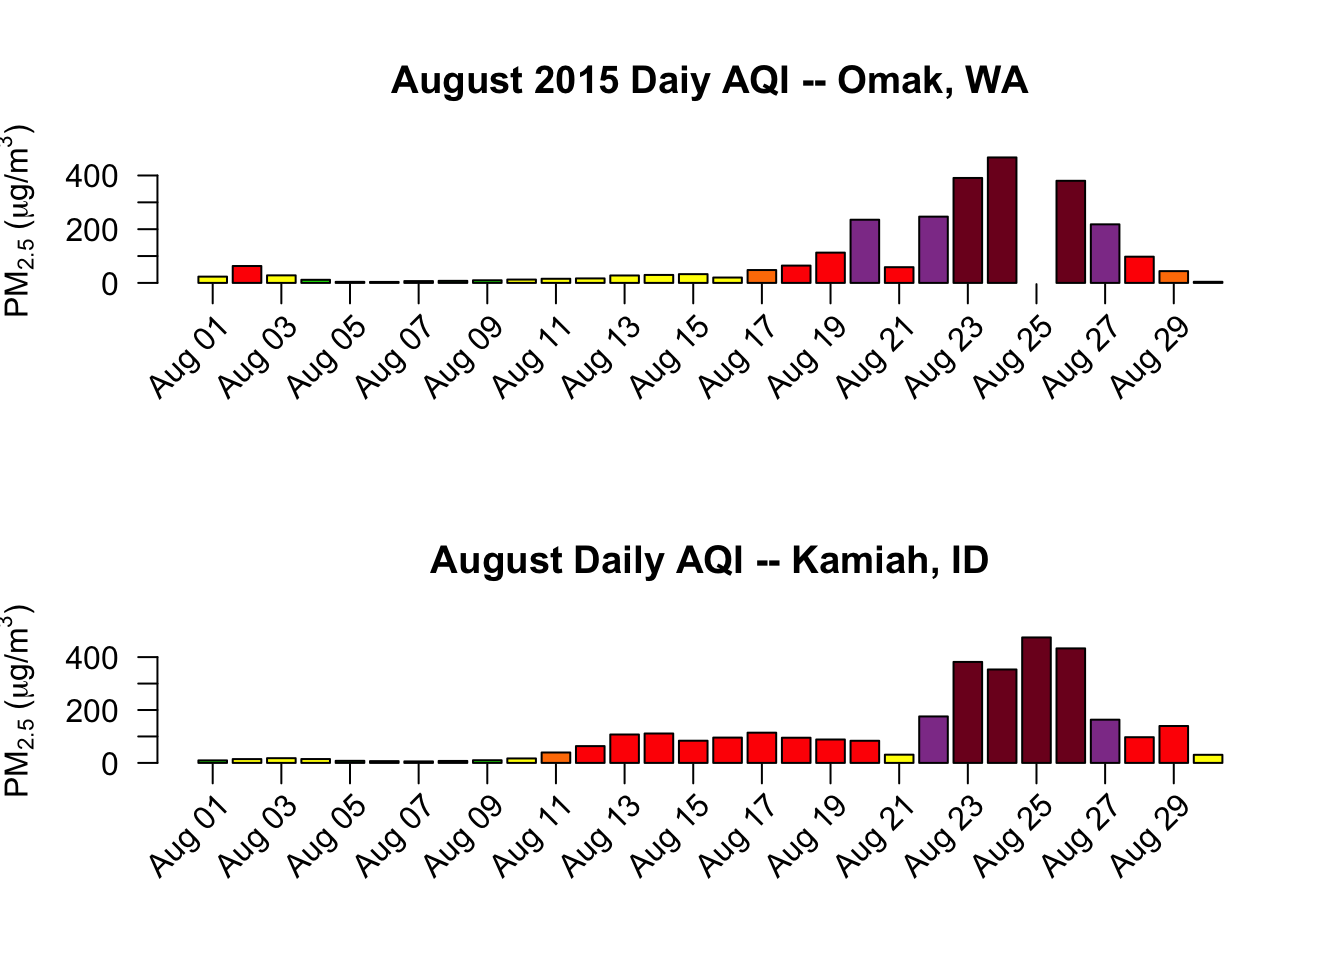 August 2015 Daiy AQI -- Omak, WA
PM2.5 (µg/m3)
400
200
0
Aug 01 Aug 03 Aug 05 Aug 07 Aug 09 Aug 11 Aug 13 Aug 15 Aug 17 Aug 19 Aug 21 Aug 23 Aug 25 Aug 27 Aug 29
August Daily AQI -- Kamiah, ID
PM2.5 (µg/m3)
400
200
0
Aug 01 Aug 03 Aug 05 Aug 07 Aug 09 Aug 11 Aug 13 Aug 15 Aug 17 Aug 19 Aug 21 Aug 23 Aug 25 Aug 27 Aug 29